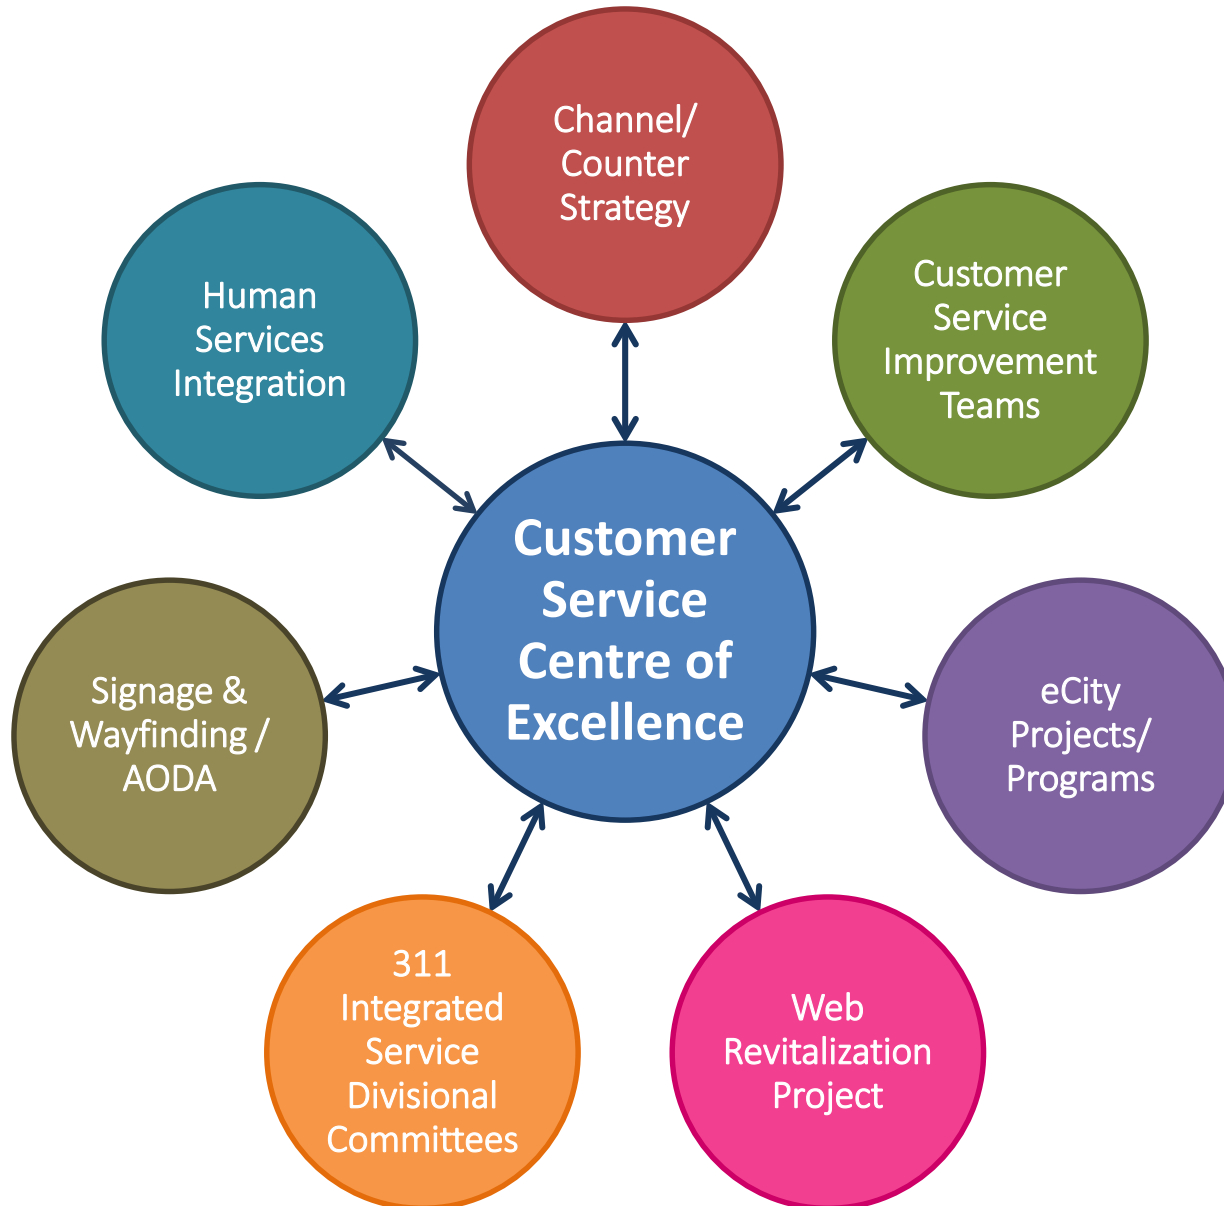 Channel/
Counter
Strategy
Customer
Service
Improvement
Teams
eCity
Projects/
Programs
Web
Revitalization
Project
311
Integrated
Service
Divisional
Committees
Signage &
Wayfinding /
AODA
Human
Services
Integration
Customer
Service
Centre of
Excellence